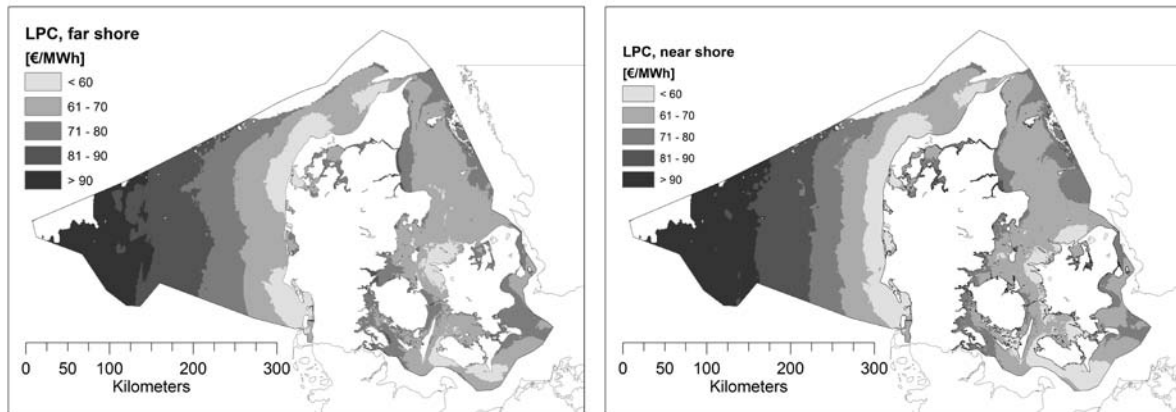 LPC, far shore
[€/MWh]
< 60
61 - 70
71 - 80
81 - 90
> 90
0 50 100 200 300
Kilometers
LPC, near shore
[€/MWh]
< 60
61 - 70
71 - 80
81 - 90
> 90
0 50 100 200 300
Kilometers